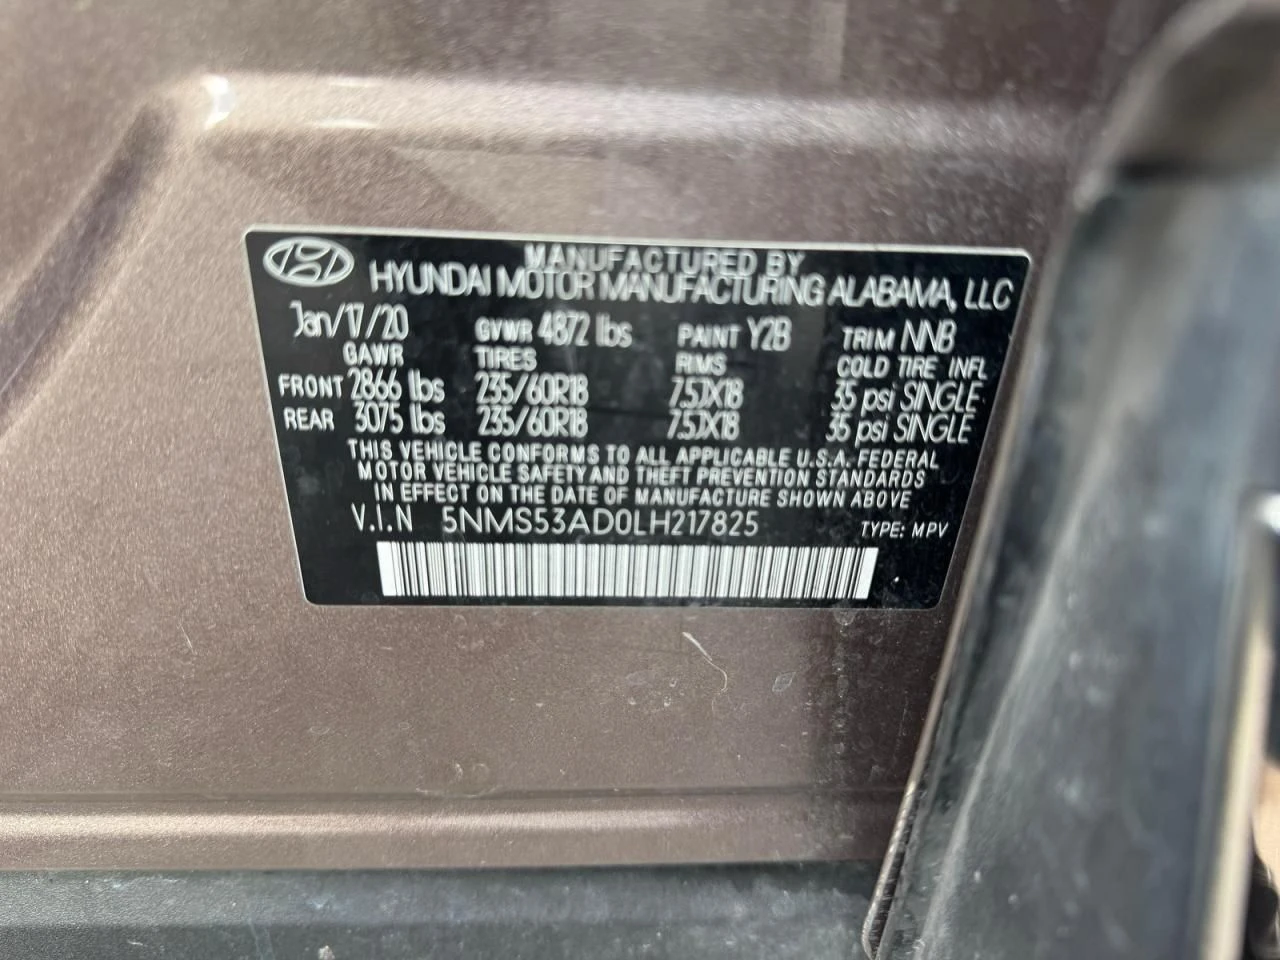 MANUFACTURED BY
HYUNDAI MOTOR MANUFACTURING ALABAMA, LLC
Jan/17/20 GVWR 4872 lbs PAINT Y2B TRIM NNB
GAWR TIRES RIMS COLD TIRE INFL
FRONT 2866 lbs 235/60R18 7.5JX18 35 psi SINGLE
REAR 3075 lbs 235/60R18 7.5JX18 35 psi SINGLE
THIS VEHICLE CONFORMS TO ALL APPLICABLE U.S.A. FEDERAL
MOTOR VEHICLE SAFETY AND THEFT PREVENTION STANDARDS
IN EFFECT ON THE DATE OF MANUFACTURE SHOWN ABOVE
V.I.N 5NMS53AD0LH217825 TYPE: MPV